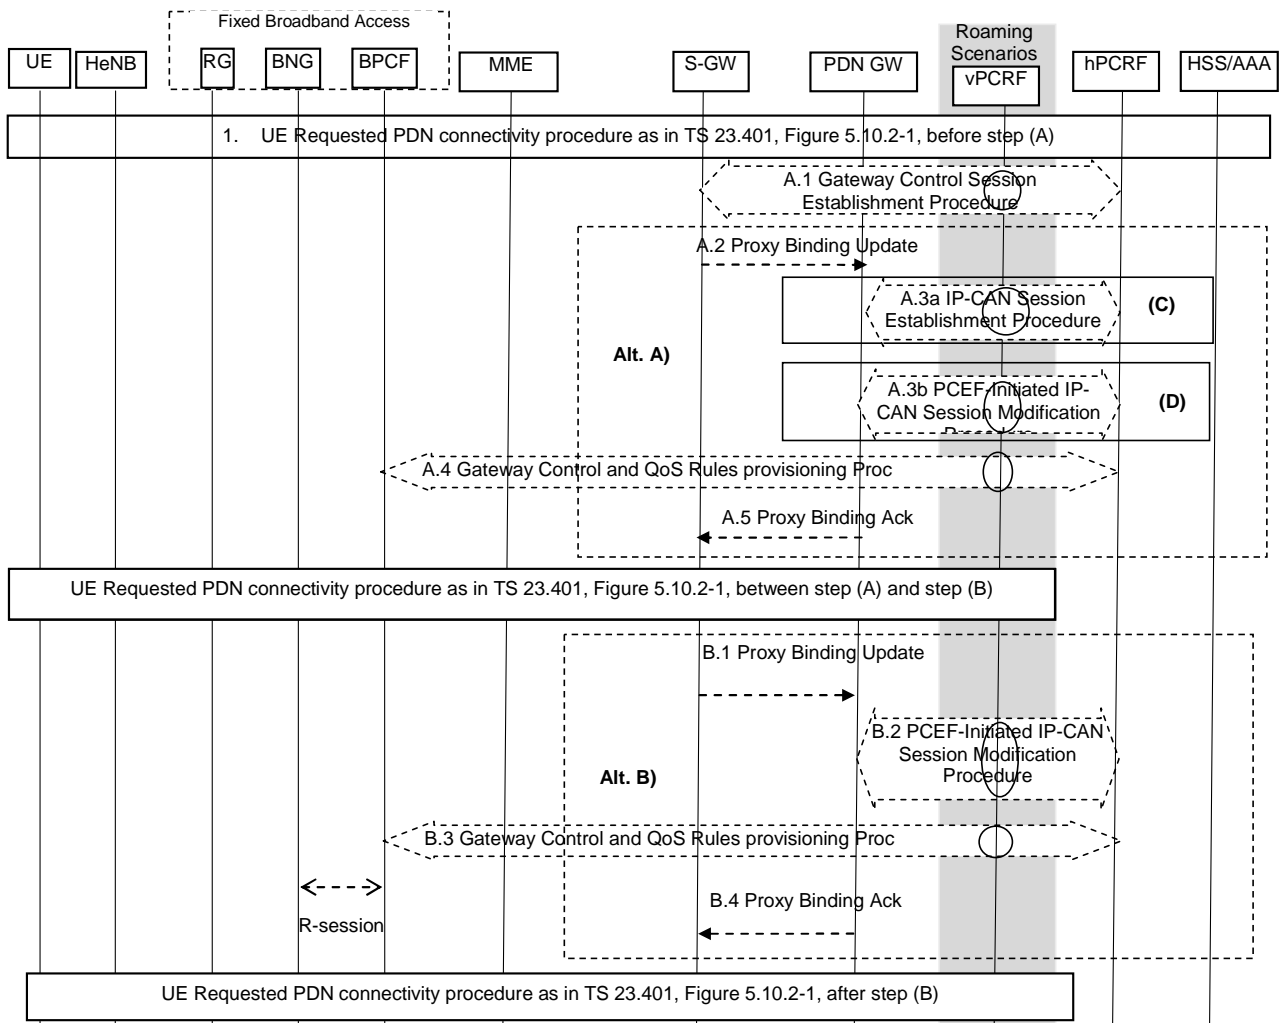 Fixed Broadband Access
Roaming
Scenarios
UE
HeNB
RG
BNG
BPCF
MME
S-GW
PDN GW
vPCRF
hPCRF
HSS/AAA
1. UE Requested PDN connectivity procedure as in TS 23.401, Figure 5.10.2-1, before step (A)
A.1 Gateway Control Session
Establishment Procedure
A.2 Proxy Binding Update
A.3a IP-CAN Session
Establishment Procedure
(C)
Alt. A)
A.3b PCEF-Initiated IP-
CAN Session Modification
(D)
A.4 Gateway Control and QoS Rules provisioning Proc
A.5 Proxy Binding Ack
UE Requested PDN connectivity procedure as in TS 23.401, Figure 5.10.2-1, between step (A) and step (B)
B.1 Proxy Binding Update
B.2 PCEF-Initiated IP-CAN
Session Modification
Procedure
Alt. B)
B.3 Gateway Control and QoS Rules provisioning Proc
B.4 Proxy Binding Ack
R-session
UE Requested PDN connectivity procedure as in TS 23.401, Figure 5.10.2-1, after step (B)